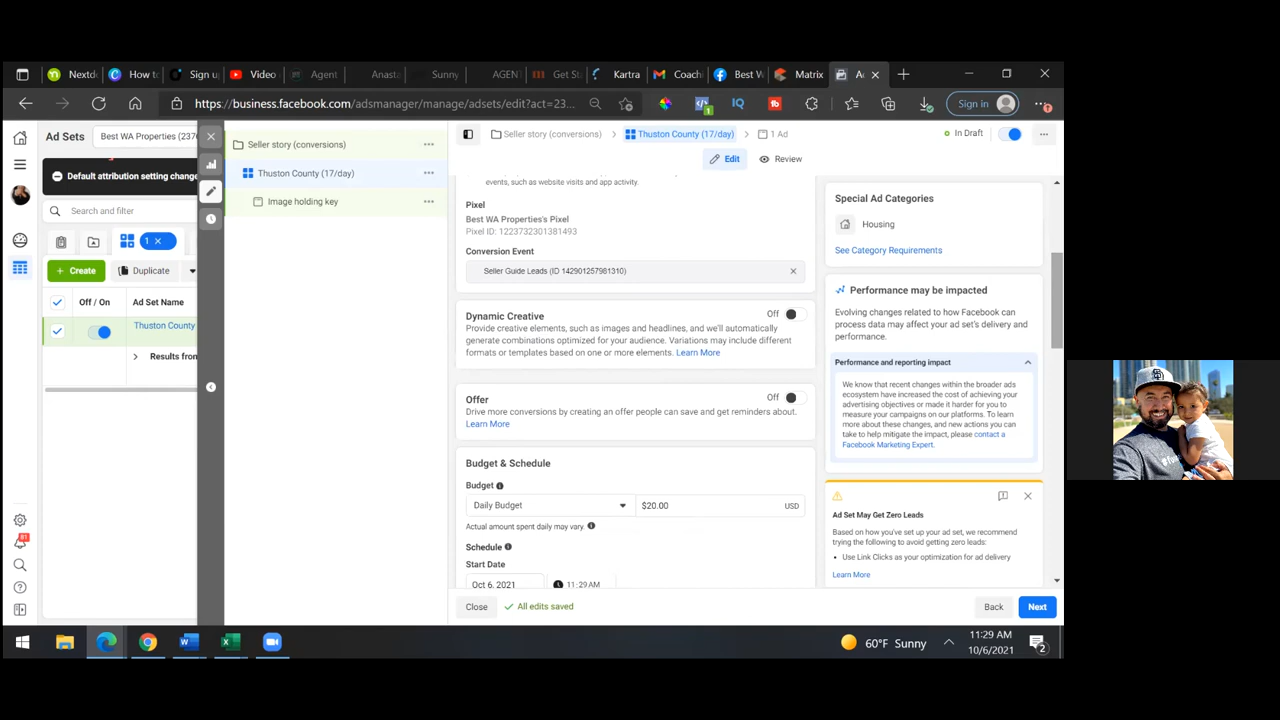 Nextdo
How to
Sign u
Video
Agent
Anasta
Sunny
AGEN
Get St
Kartra
Coach
Best W
Matrix
Ad
https://business.facebook.com/adsmanager/manage/adsets/edit?act=23...
IQ
Sign in
Ad Sets
Best WA Properties (2376
Default attribution setting change
Search and filter
1
+ Create
Duplicate
Off / On
Ad Set Name
Thuston County
Results from
81
Seller story (conversions)
Thuston County (17/day)
Image holding key
Seller story (conversions) > Thuston County (17/day) > 1 Ad
In Draft
Edit
Review
events, such as website visits and app activity.
Pixel
Best WA Properties's Pixel
Pixel ID: 1223732301381493
Conversion Event
Seller Guide Leads (ID 142901257981310)
Dynamic Creative
Off
Provide creative elements, such as images and headlines, and we'll automatically
generate combinations optimized for your audience. Variations may include different
formats or templates based on one or more elements. Learn More
Offer
Off
Drive more conversions by creating an offer people can save and get reminders about.
Learn More
Budget & Schedule
Budget
Daily Budget
$20.00
USD
Actual amount spent daily may vary.
Schedule
Start Date
Oct 6, 2021
11:29 AM
Close
All edits saved
Back
Next
Special Ad Categories
Housing
See Category Requirements
Performance may be impacted
Evolving changes related to how Facebook can
process data may affect your ad set's delivery and
performance.
Performance and reporting impact
We know that recent changes within the broader ads
ecosystem have increased the cost of achieving your
advertising objectives or made it harder for you to
measure your campaigns on our platforms. To learn
more about these changes, and new actions you can
take to help mitigate the impact, please contact a
Facebook Marketing Expert.
Ad Set May Get Zero Leads
Based on how you've set up your ad set, we recommend
trying the following to avoid getting zero leads:
• Use Link Clicks as your optimization for ad delivery
Learn More
60°F Sunny
11:29 AM
10/6/2021
2